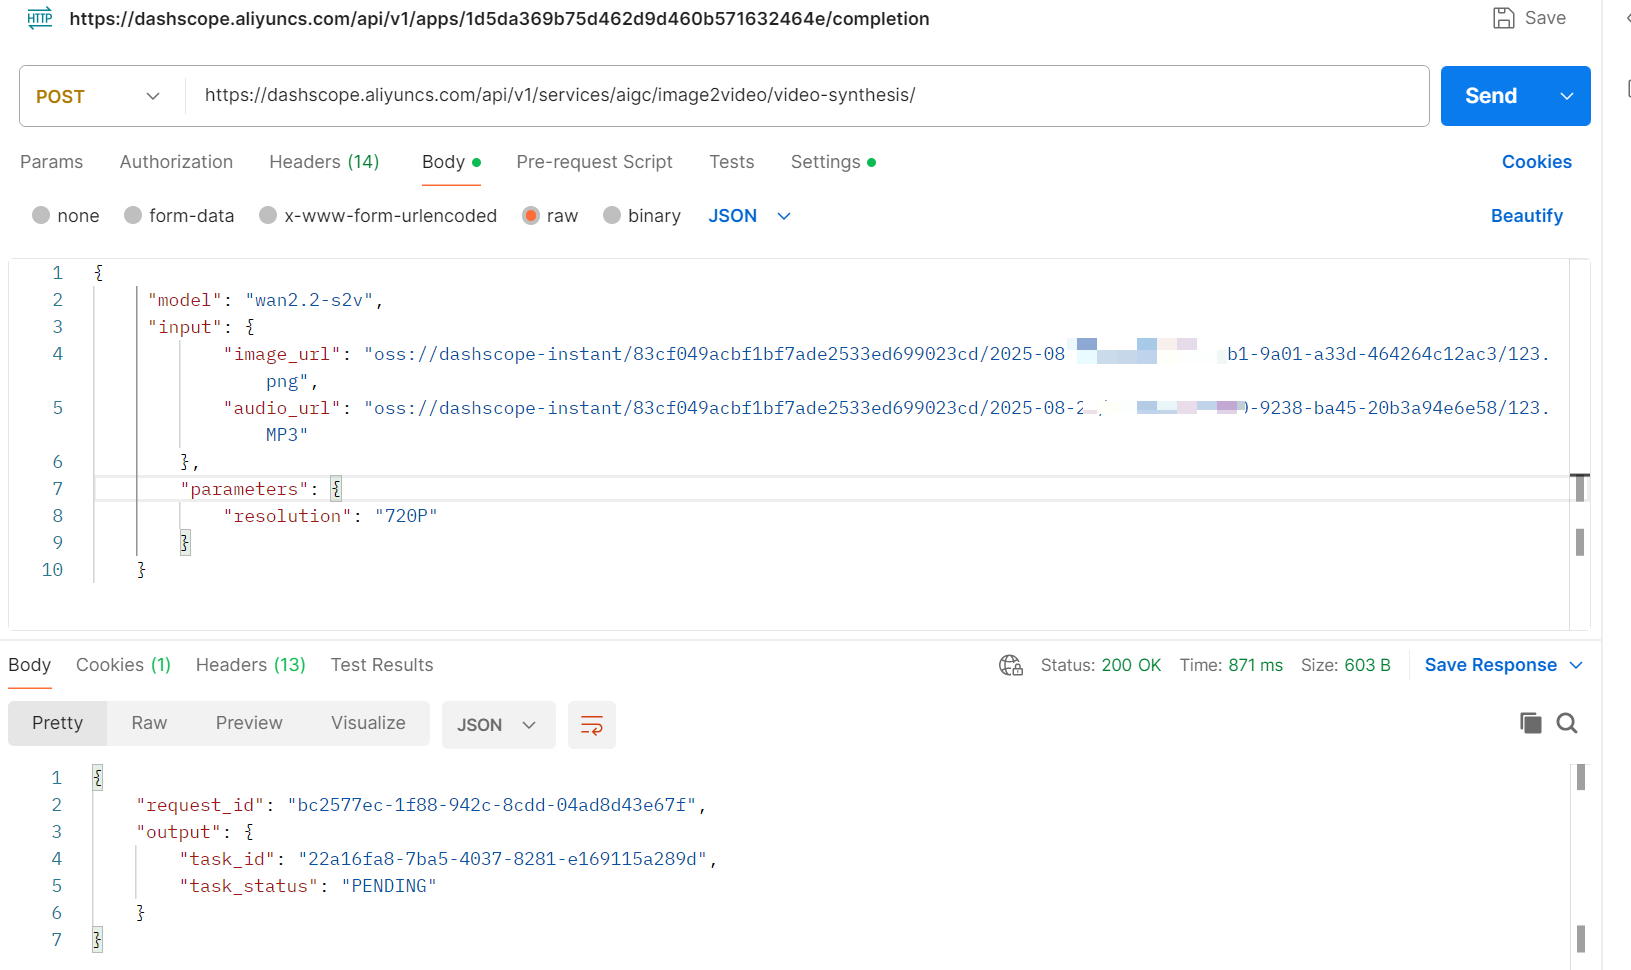 HTTP https://dashscope.aliyuncs.com/api/v1/apps/1d5da369b75d462d9d460b571632464e/completion Save
POST https://dashscope.aliyuncs.com/api/v1/services/aigc/image2video/video-synthesis/ Send
Params Authorization Headers (14) Body Pre-request Script Tests Settings Cookies
none form-data x-www-form-urlencoded raw binary JSON Beautify
1 {
2 "model": "wan2.2-s2v",
3 "input": {
4 "image_url": "oss://dashscope-instant/83cf049acbf1bf7ade2533ed699023cd/2025-08 b1-9a01-a33d-464264c12ac3/123.
png",
5 "audio_url": "oss://dashscope-instant/83cf049acbf1bf7ade2533ed699023cd/2025-08-2 -9238-ba45-20b3a94e6e58/123.
MP3"
6 },
7 "parameters": {
8 "resolution": "720P"
9 }
10 }
Body Cookies (1) Headers (13) Test Results Status: 200 OK Time: 871 ms Size: 603 B Save Response
Pretty Raw Preview Visualize JSON
1 {
2 "request_id": "bc2577ec-1f88-942c-8cdd-04ad8d43e67f",
3 "output": {
4 "task_id": "22a16fa8-7ba5-4037-8281-e169115a289d",
5 "task_status": "PENDING"
6 }
7 }